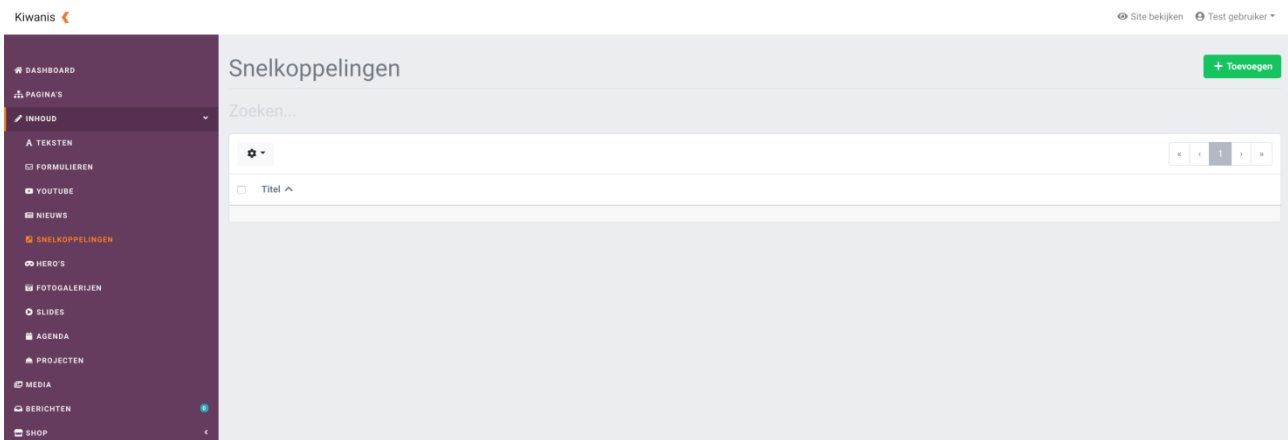 Kiwanis
Site bekijken
Test gebruiker
DASHBOARD
PAGINA'S
INHOUD
TEKSTEN
FORMULIEREN
YOUTUBE
NIEUWS
SNELKOPPELINGEN
HERO'S
FOTOGALERIJEN
SLIDES
AGENDA
PROJECTEN
MEDIA
BERICHTEN
SHOP
Snelkoppelingen
+ Toevoegen
Zoeken...
« ‹ 1 › »
Titel